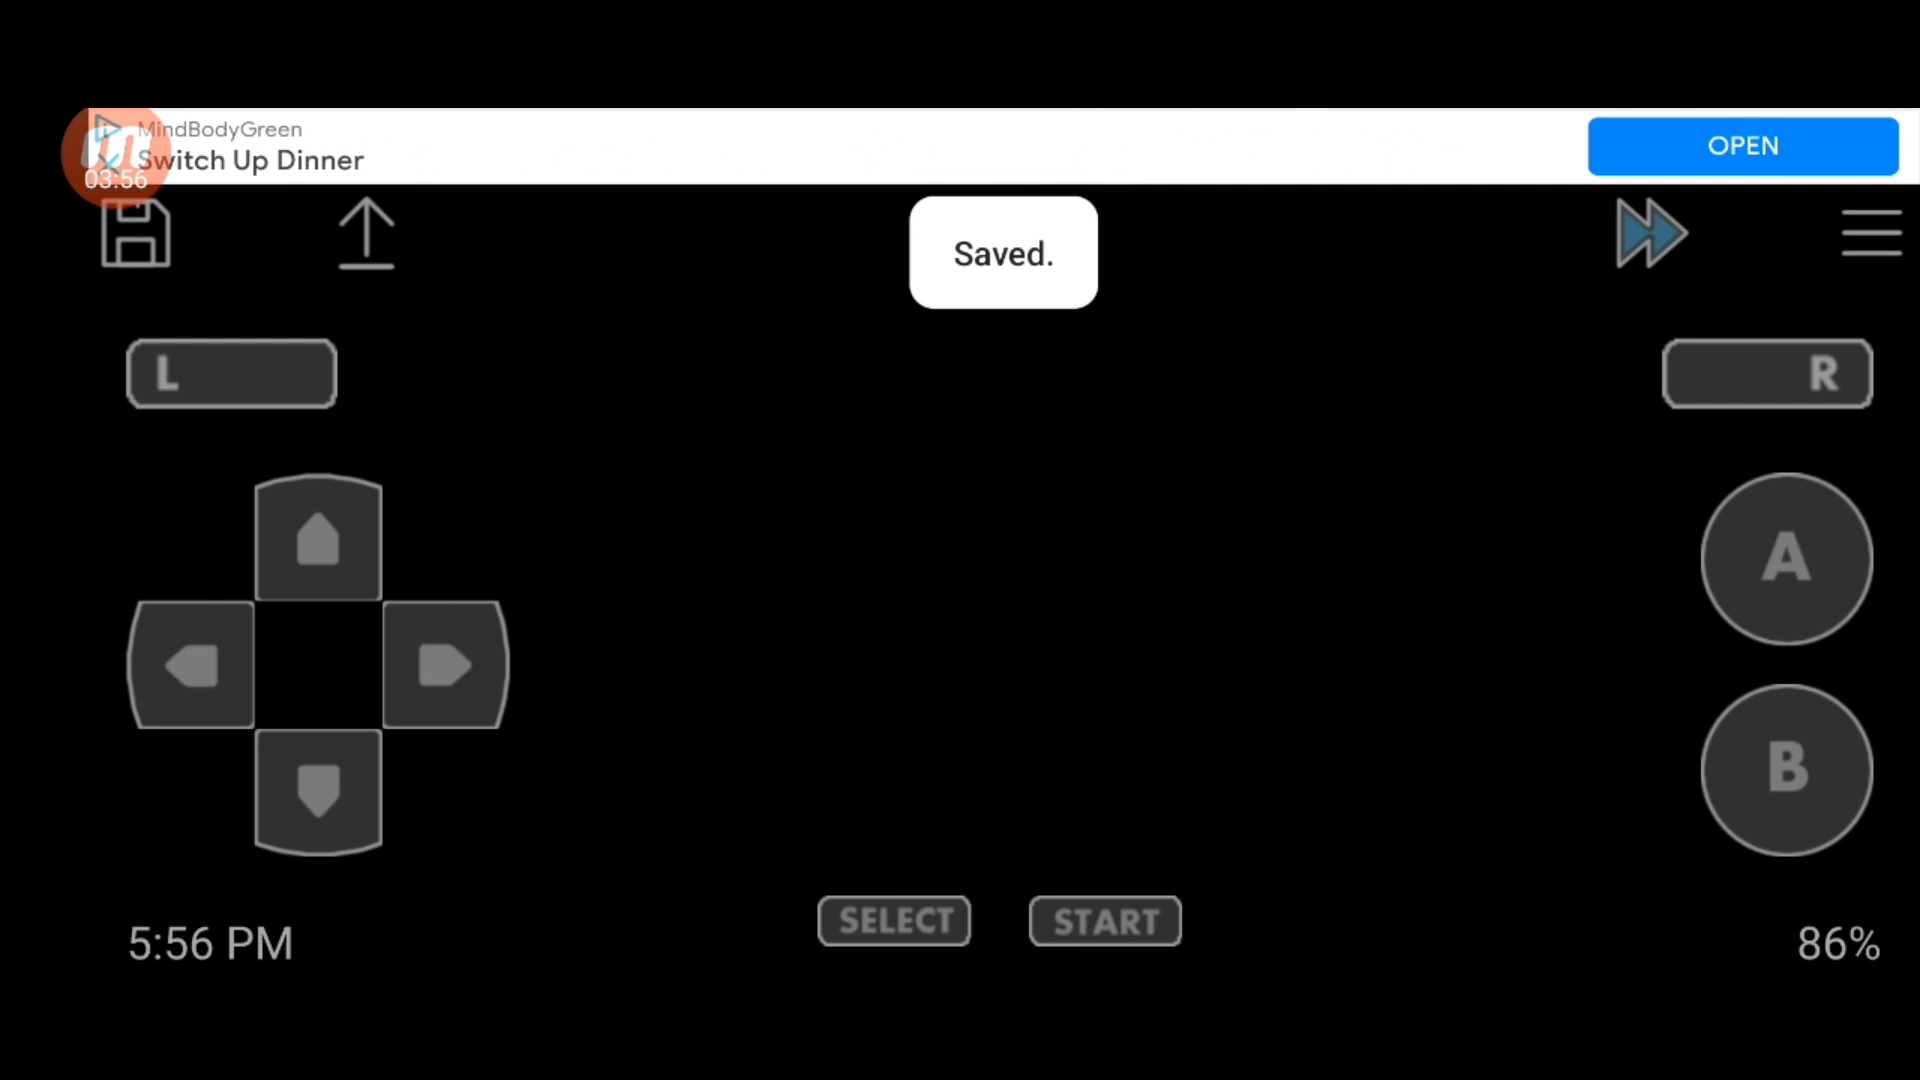 MindBodyGreen
Switch Up Dinner
OPEN
03:56
Saved.
L
R
A
B
SELECT
START
5:56 PM
86%